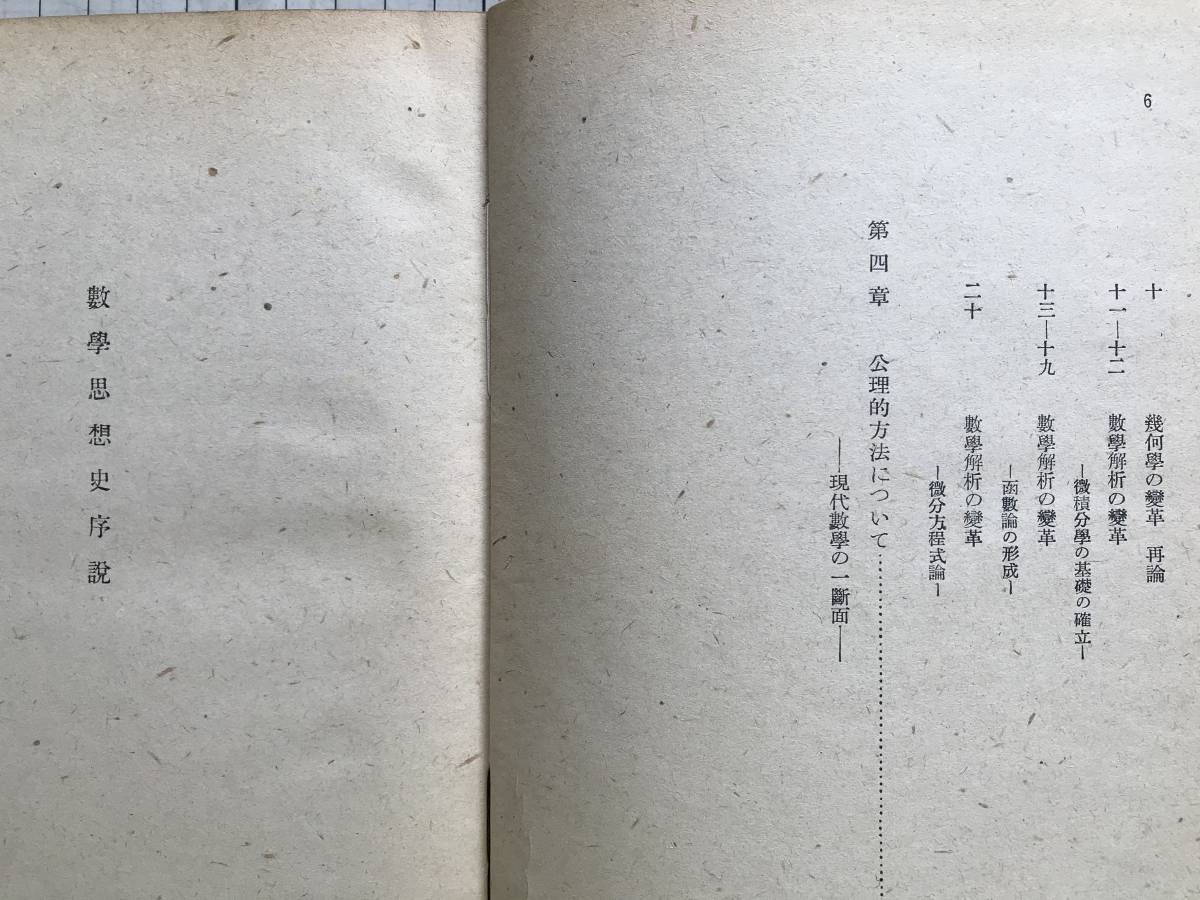 6
十　幾何學の變革　再論
十一―十二　數學解析の變革
―微積分學の基礎の確立―
十三―十九　數學解析の變革
―函數論の形成―
二十　數學解析の變革
―微分方程式論―
第四章　公理的方法について…………………………
――現代數學の一斷面――
數學思想史序說